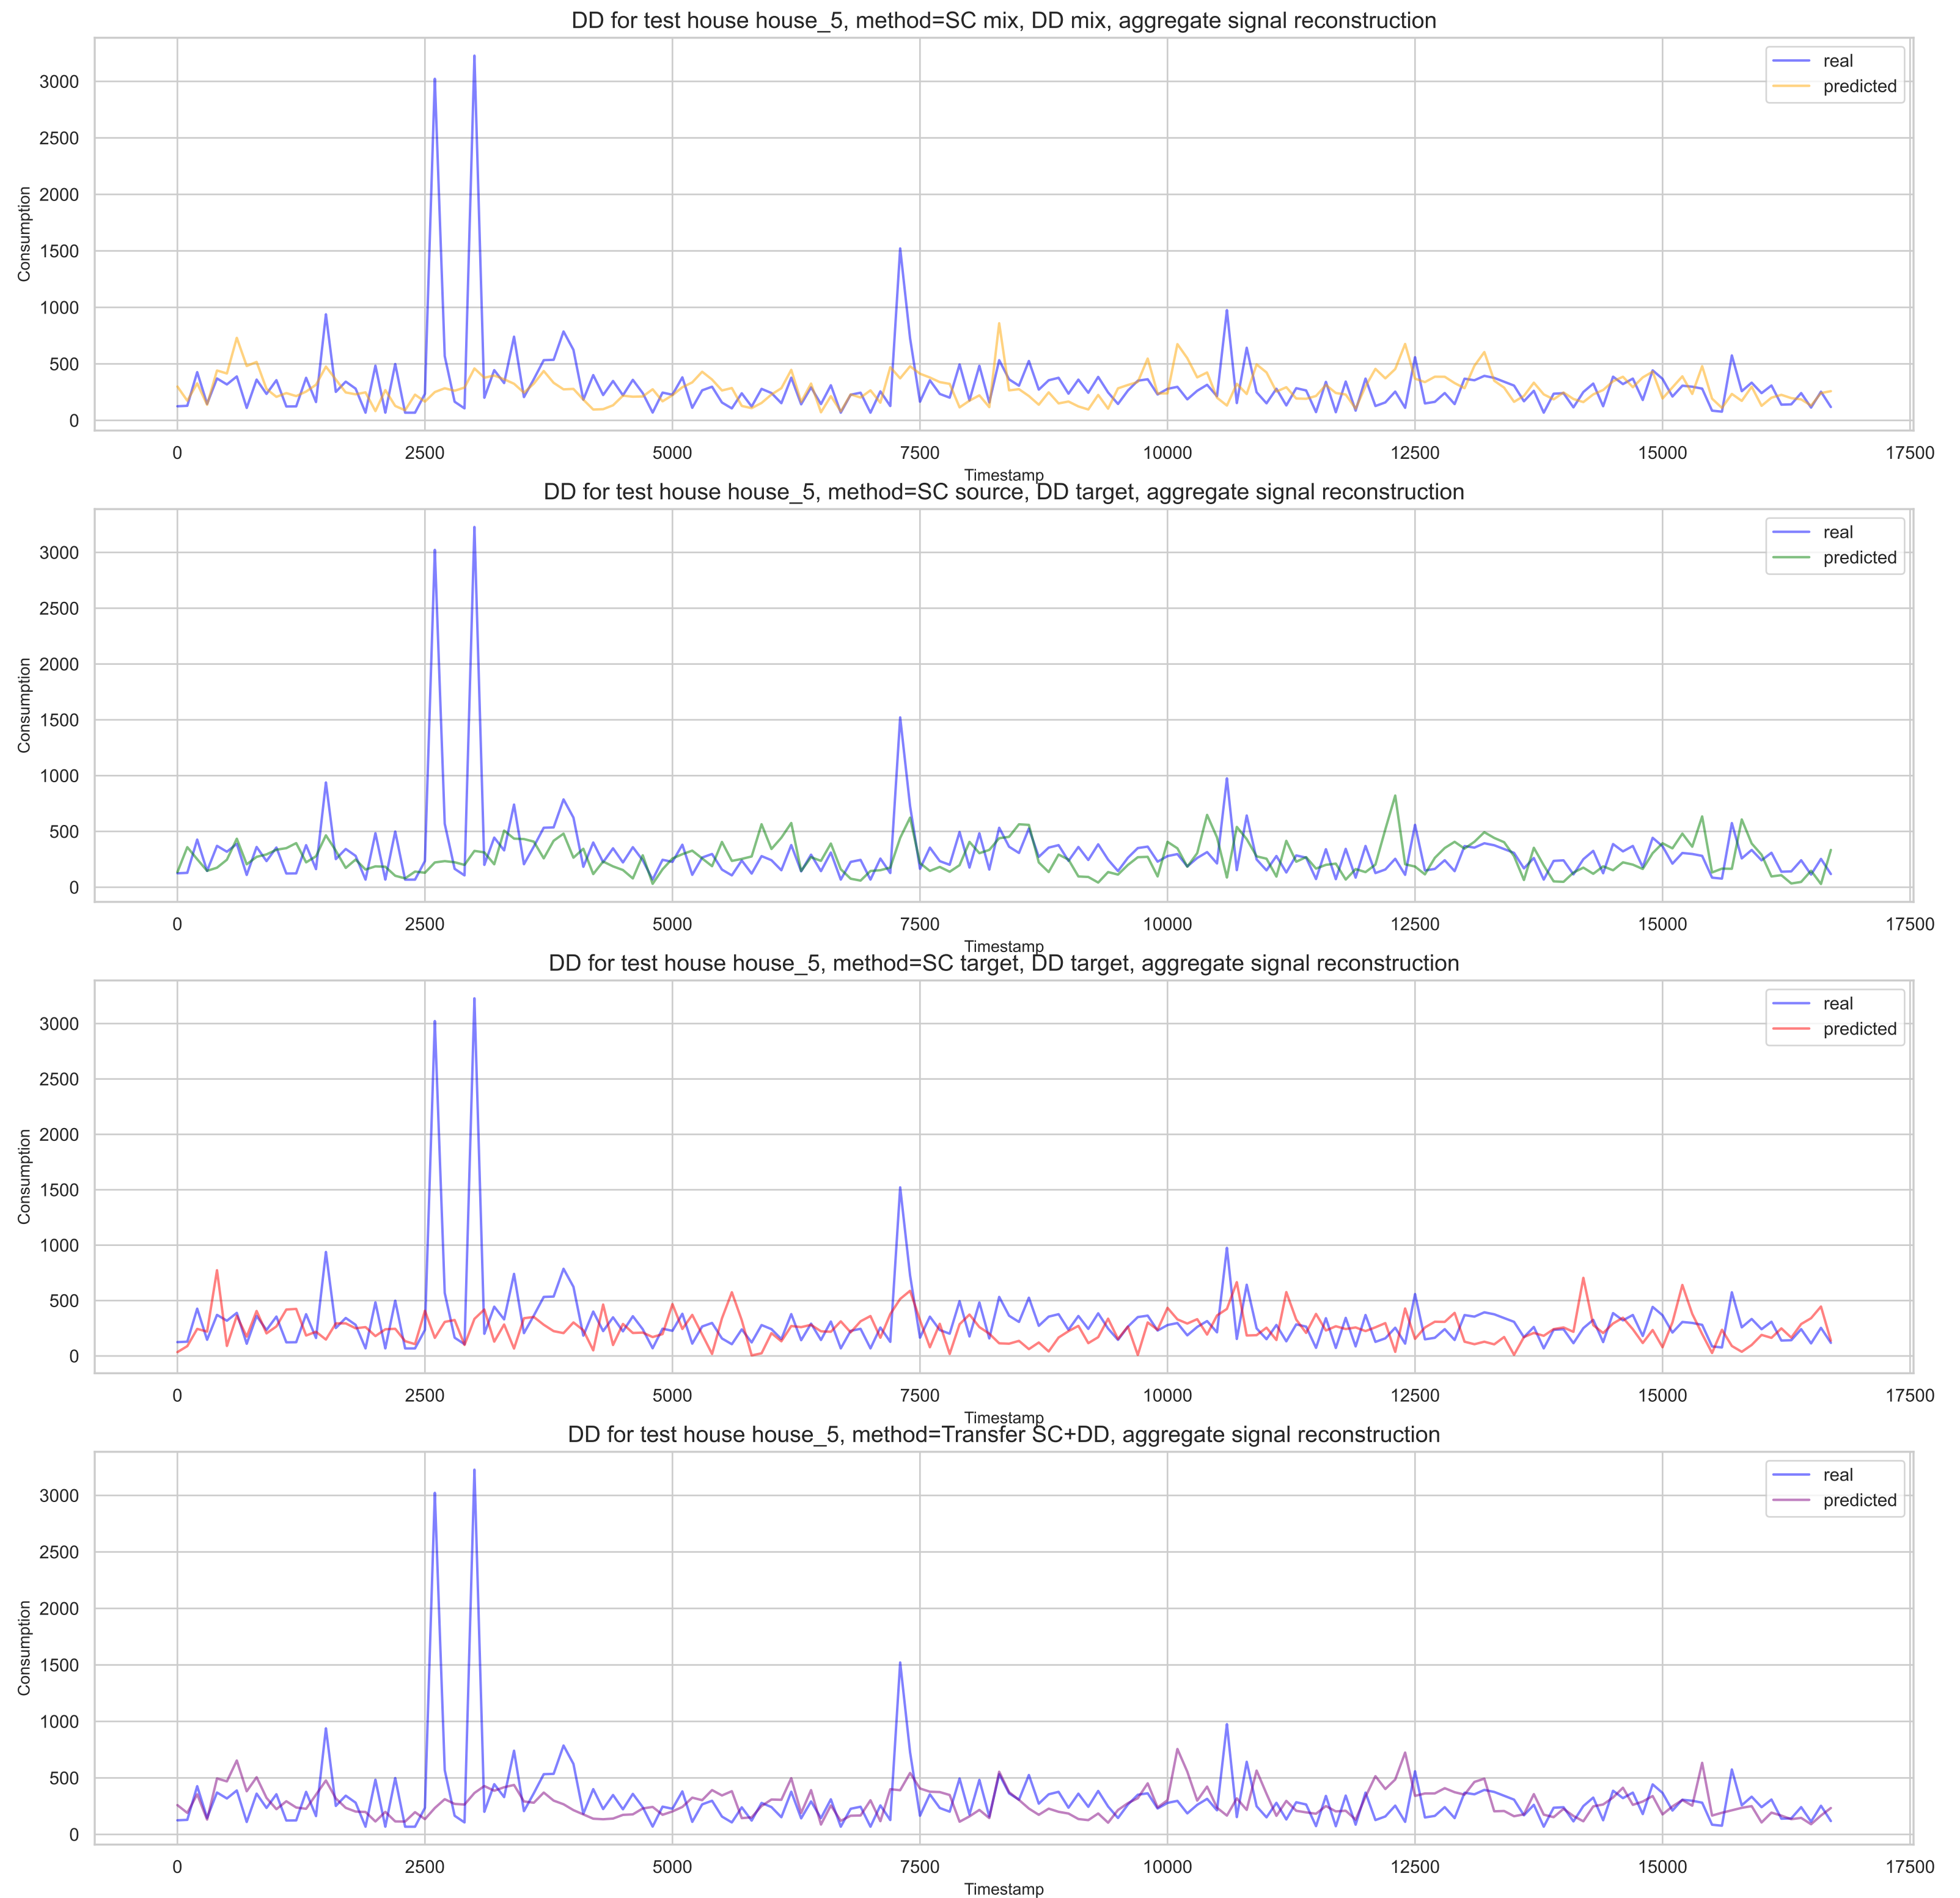 DD for test house house_5, method=SC mix, DD mix, aggregate signal reconstruction
real
predicted
3000
2500
2000
1500
1000
500
0
Consumption
0 2500 5000 7500 10000 12500 15000 17500
Timestamp
DD for test house house_5, method=SC source, DD target, aggregate signal reconstruction
real
predicted
3000
2500
2000
1500
1000
500
0
Consumption
0 2500 5000 7500 10000 12500 15000 17500
Timestamp
DD for test house house_5, method=SC target, DD target, aggregate signal reconstruction
real
predicted
3000
2500
2000
1500
1000
500
0
Consumption
0 2500 5000 7500 10000 12500 15000 17500
Timestamp
DD for test house house_5, method=Transfer SC+DD, aggregate signal reconstruction
real
predicted
3000
2500
2000
1500
1000
500
0
Consumption
0 2500 5000 7500 10000 12500 15000 17500
Timestamp